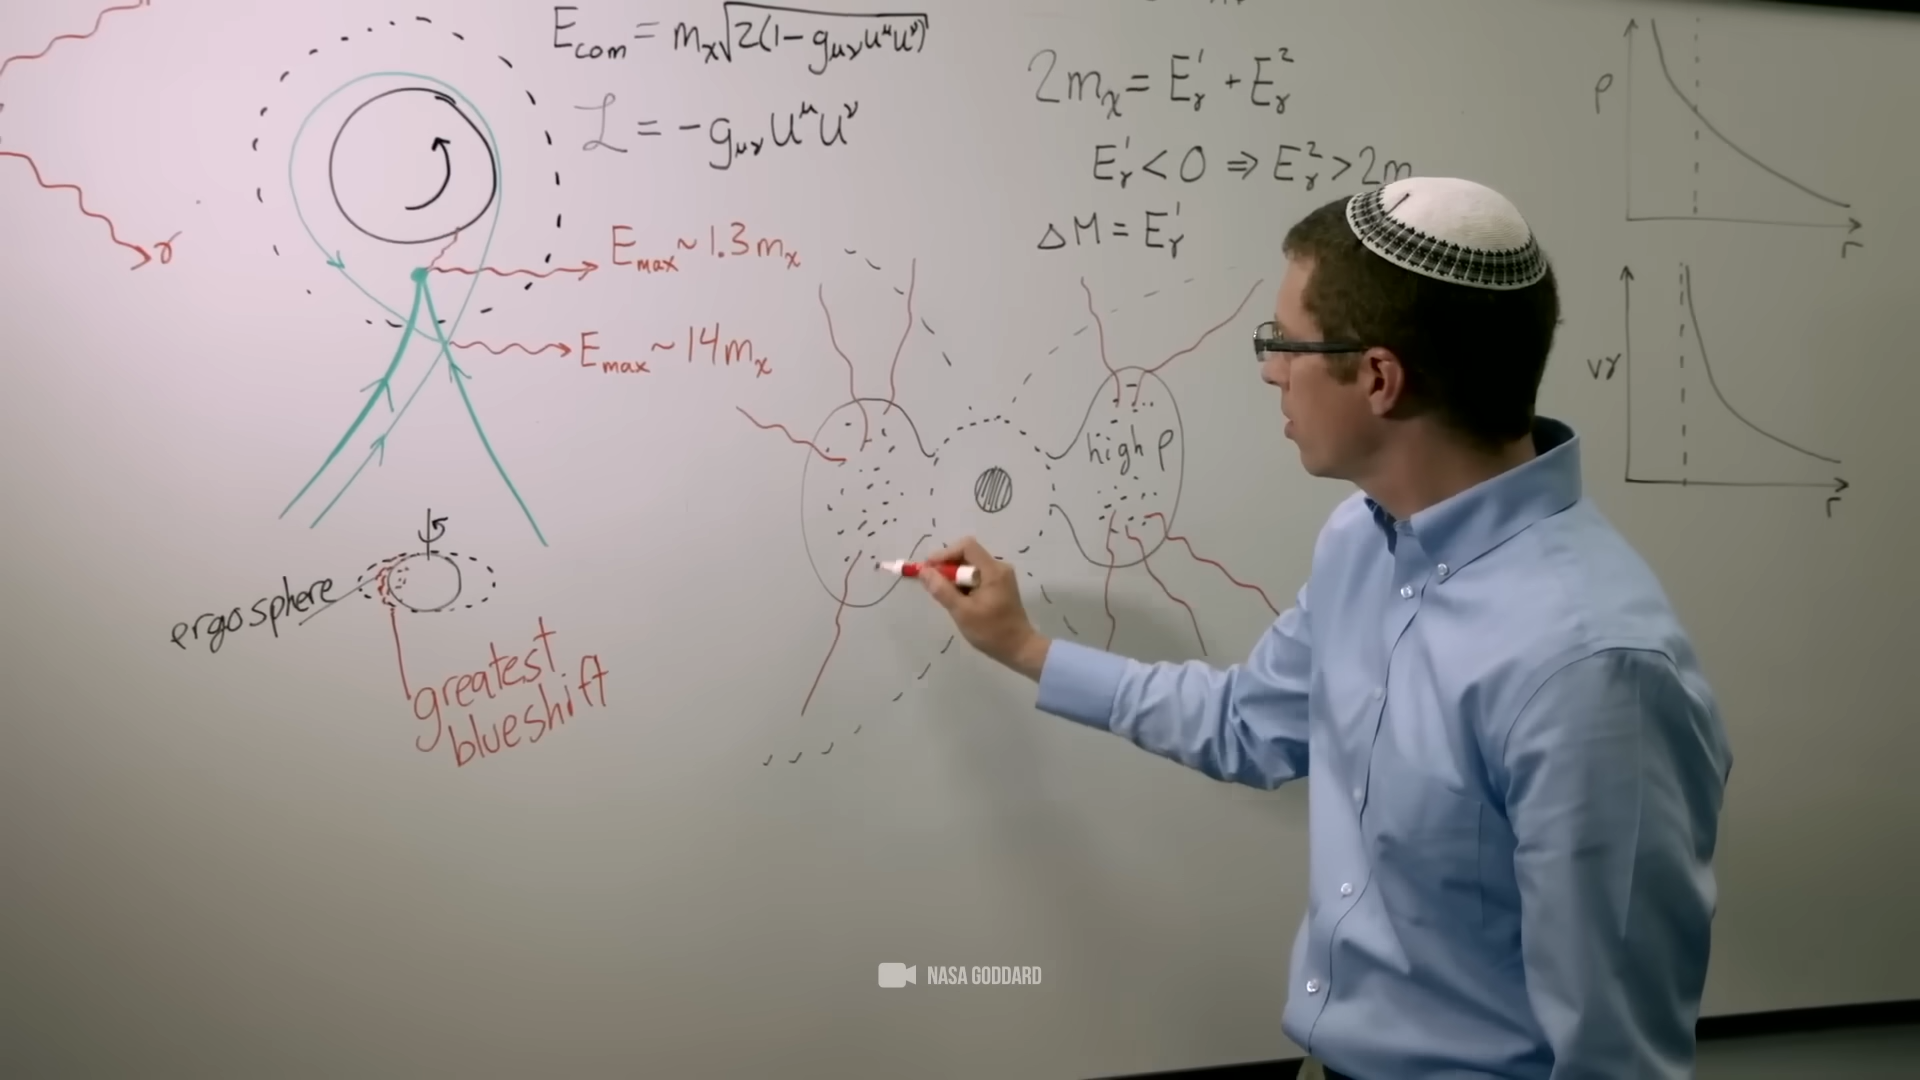 E_com = m_χ√2(1-g_μν u^μ u^ν)
ℒ = -g_μν u^μ u^ν
2m_χ = E_γ^1 + E_γ^2
E_γ^1 < 0 ⇒ E_γ^2 > 2m
ΔM = E_γ^1
γ
E_max ~ 1.3 m_χ
E_max ~ 14 m_χ
high ρ
ergosphere
greatest
blueshift
ρ
r
vr
r
NASA GODDARD